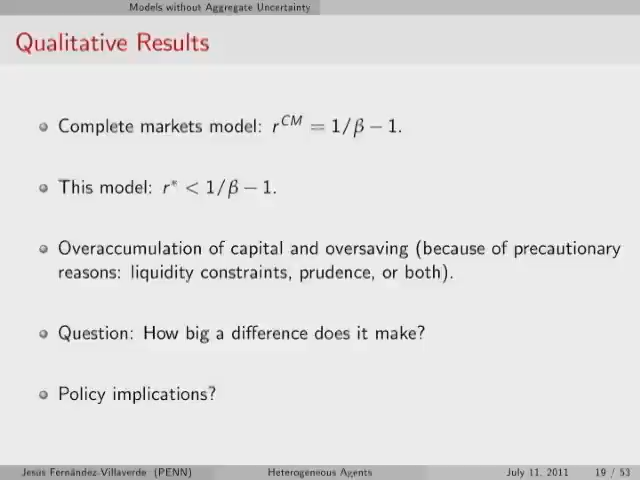 Models without Aggregate Uncertainty
Qualitative Results
Complete markets model: r^{CM} = 1/β − 1.
This model: r* < 1/β − 1.
Overaccumulation of capital and oversaving (because of precautionary
reasons: liquidity constraints, prudence, or both).
Question: How big a difference does it make?
Policy implications?
Jesús Fernández-Villaverde (PENN) Heterogeneous Agents July 11, 2011 19 / 53